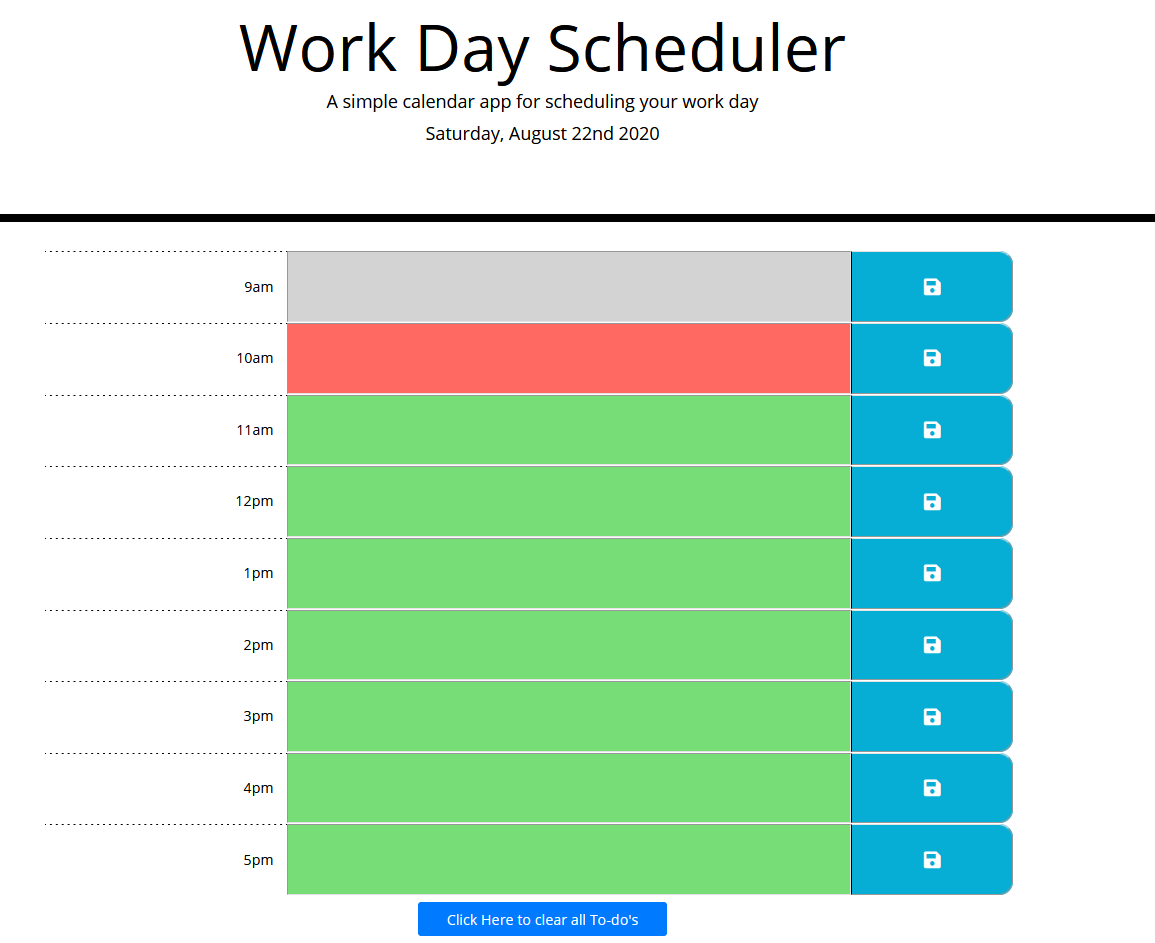 Work Day Scheduler
A simple calendar app for scheduling your work day
Saturday, August 22nd 2020
9am
10am
11am
12pm
1pm
2pm
3pm
4pm
5pm
Click Here to clear all To-do's